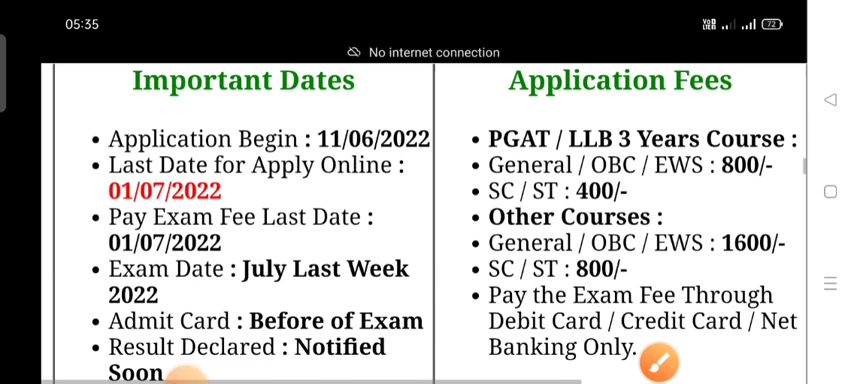 05:35
VoD LTE 72
No internet connection
Important Dates
• Application Begin : 11/06/2022
• Last Date for Apply Online :
01/07/2022
• Pay Exam Fee Last Date :
01/07/2022
• Exam Date : July Last Week
2022
• Admit Card : Before of Exam
• Result Declared : Notified
Soon
Application Fees
• PGAT / LLB 3 Years Course :
• General / OBC / EWS : 800/-
• SC / ST : 400/-
• Other Courses :
• General / OBC / EWS : 1600/-
• SC / ST : 800/-
• Pay the Exam Fee Through
Debit Card / Credit Card / Net
Banking Only.